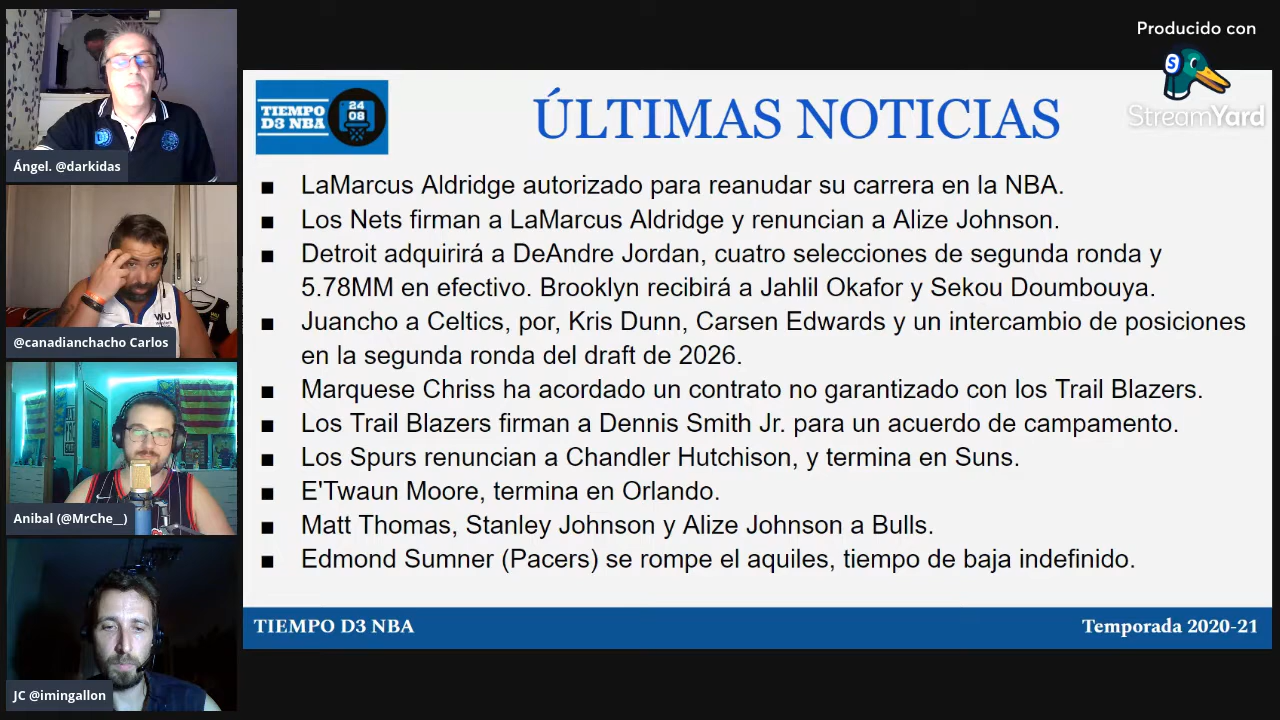 Producido con
S
StreamYard
TIEMPO
D3 NBA
24
08
ÚLTIMAS NOTICIAS
Ángel. @darkidas
@canadianchacho Carlos
Anibal (@MrChe__)
JC @imingallon
WU
▪ LaMarcus Aldridge autorizado para reanudar su carrera en la NBA.
▪ Los Nets firman a LaMarcus Aldridge y renuncian a Alize Johnson.
▪ Detroit adquirirá a DeAndre Jordan, cuatro selecciones de segunda ronda y
5.78MM en efectivo. Brooklyn recibirá a Jahlil Okafor y Sekou Doumbouya.
▪ Juancho a Celtics, por, Kris Dunn, Carsen Edwards y un intercambio de posiciones
en la segunda ronda del draft de 2026.
▪ Marquese Chriss ha acordado un contrato no garantizado con los Trail Blazers.
▪ Los Trail Blazers firman a Dennis Smith Jr. para un acuerdo de campamento.
▪ Los Spurs renuncian a Chandler Hutchison, y termina en Suns.
▪ E'Twaun Moore, termina en Orlando.
▪ Matt Thomas, Stanley Johnson y Alize Johnson a Bulls.
▪ Edmond Sumner (Pacers) se rompe el aquiles, tiempo de baja indefinido.
TIEMPO D3 NBA
Temporada 2020-21